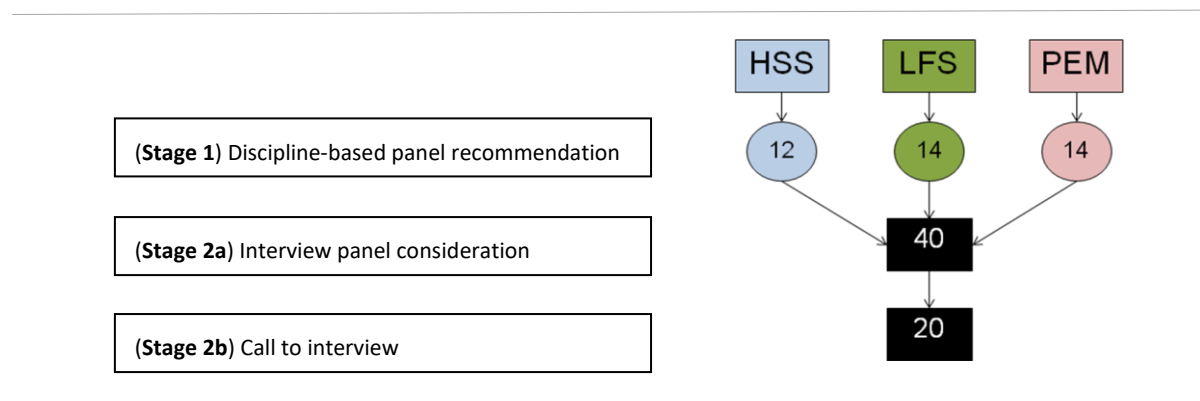 HSS LFS PEM
(Stage 1) Discipline-based panel recommendation
12 14 14
(Stage 2a) Interview panel consideration
40
(Stage 2b) Call to interview
20